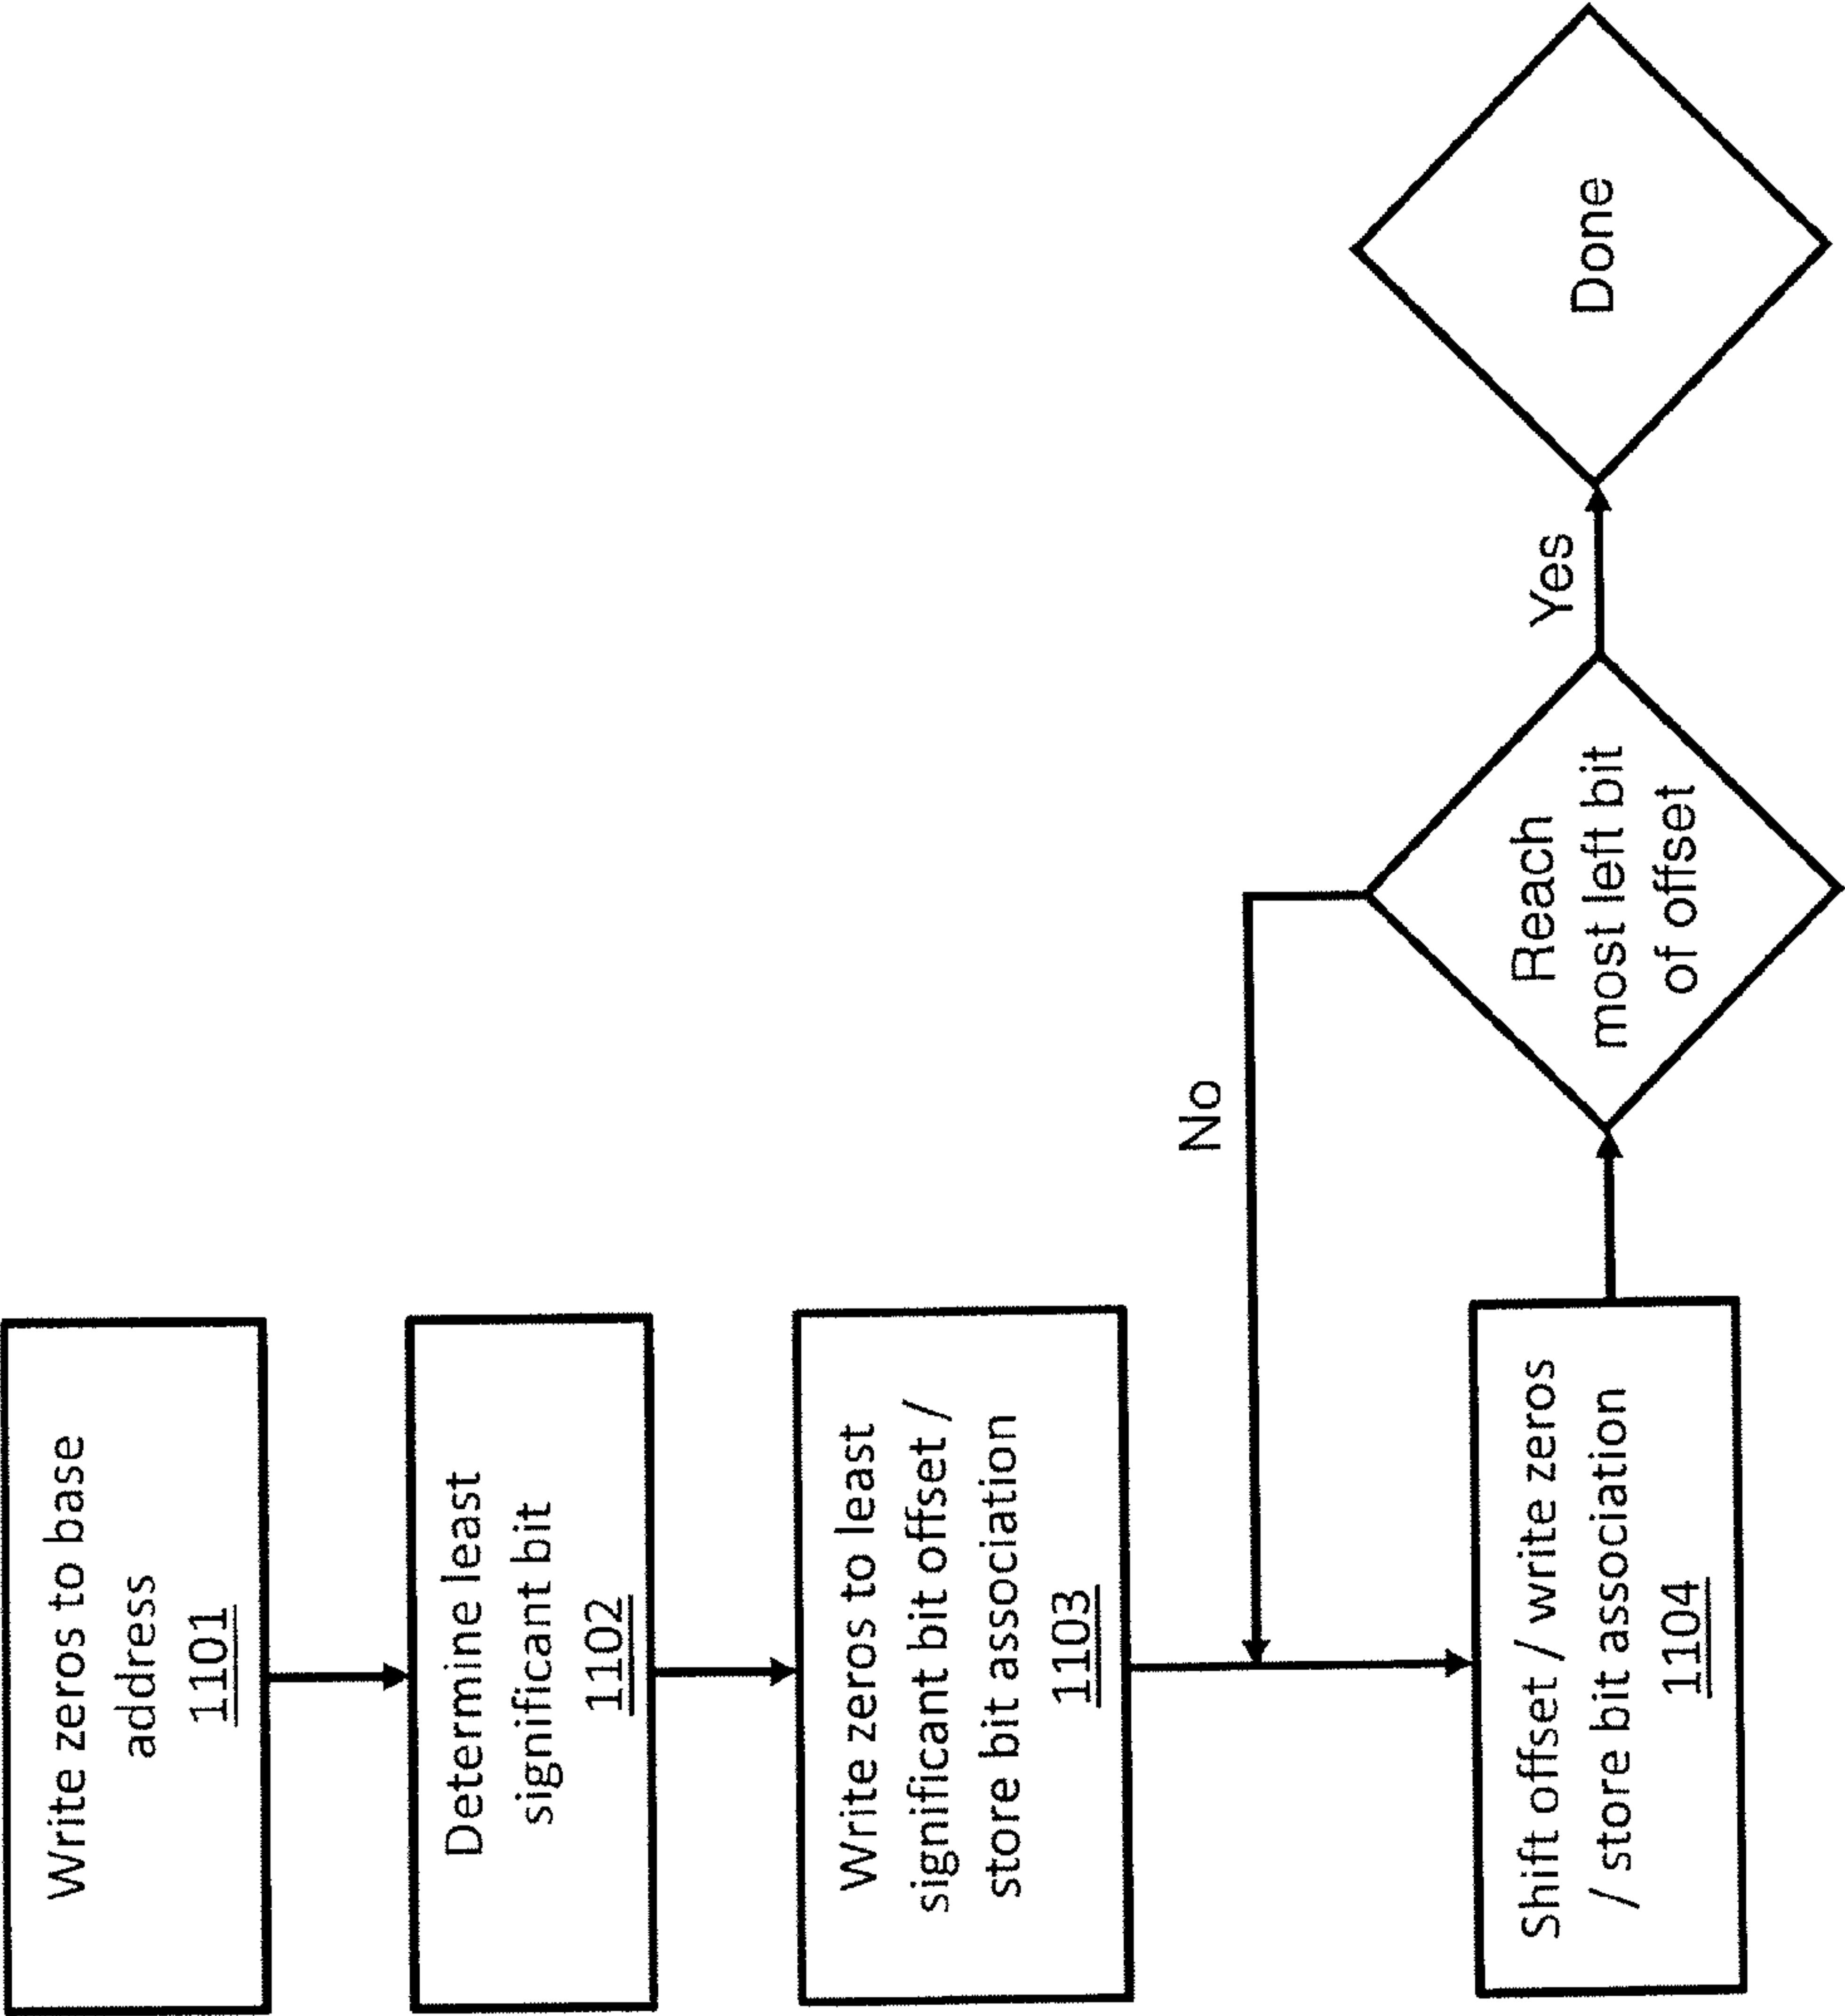 Write zeros to base
address
1101
Determine least
significant bit
1102
Write zeros to least
significant bit offset /
store bit association
1103
No
Shift offset / write zeros
/ store bit association
1104
Reach
most left bit
of offset
Yes
Done